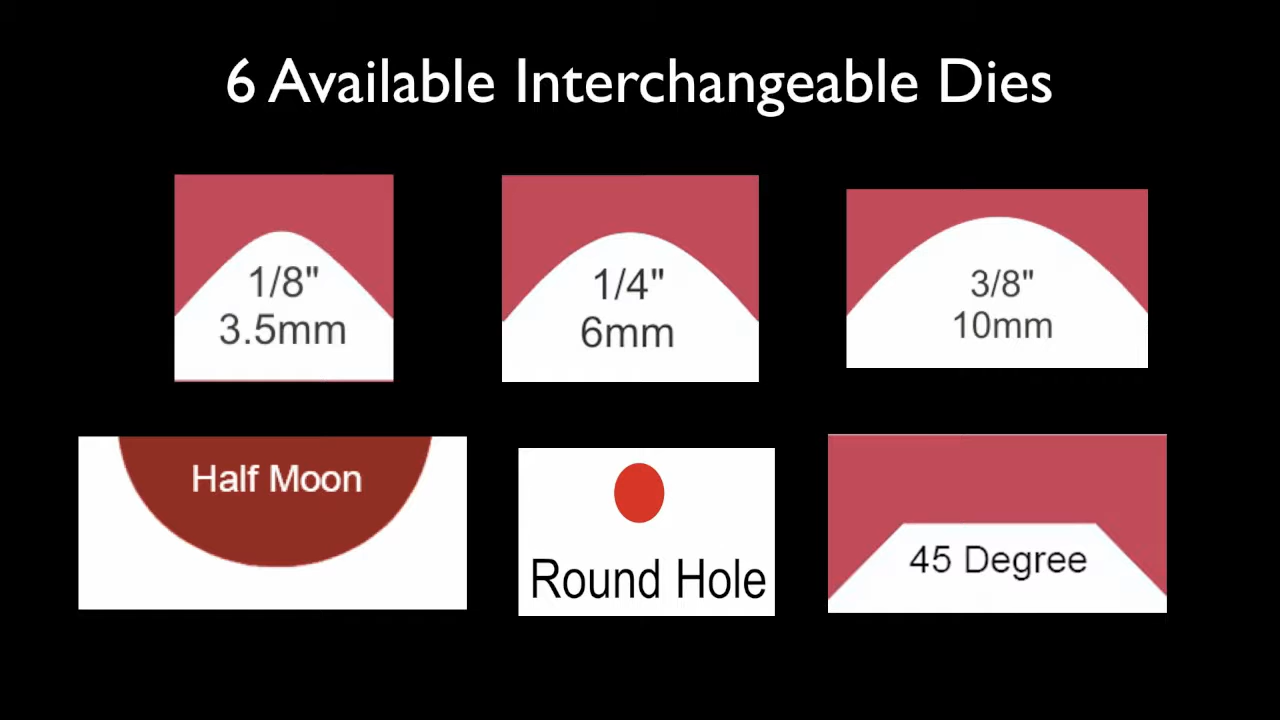 6 Available Interchangeable Dies
1/8"
3.5mm
1/4"
6mm
3/8"
10mm
Half Moon
Round Hole
45 Degree